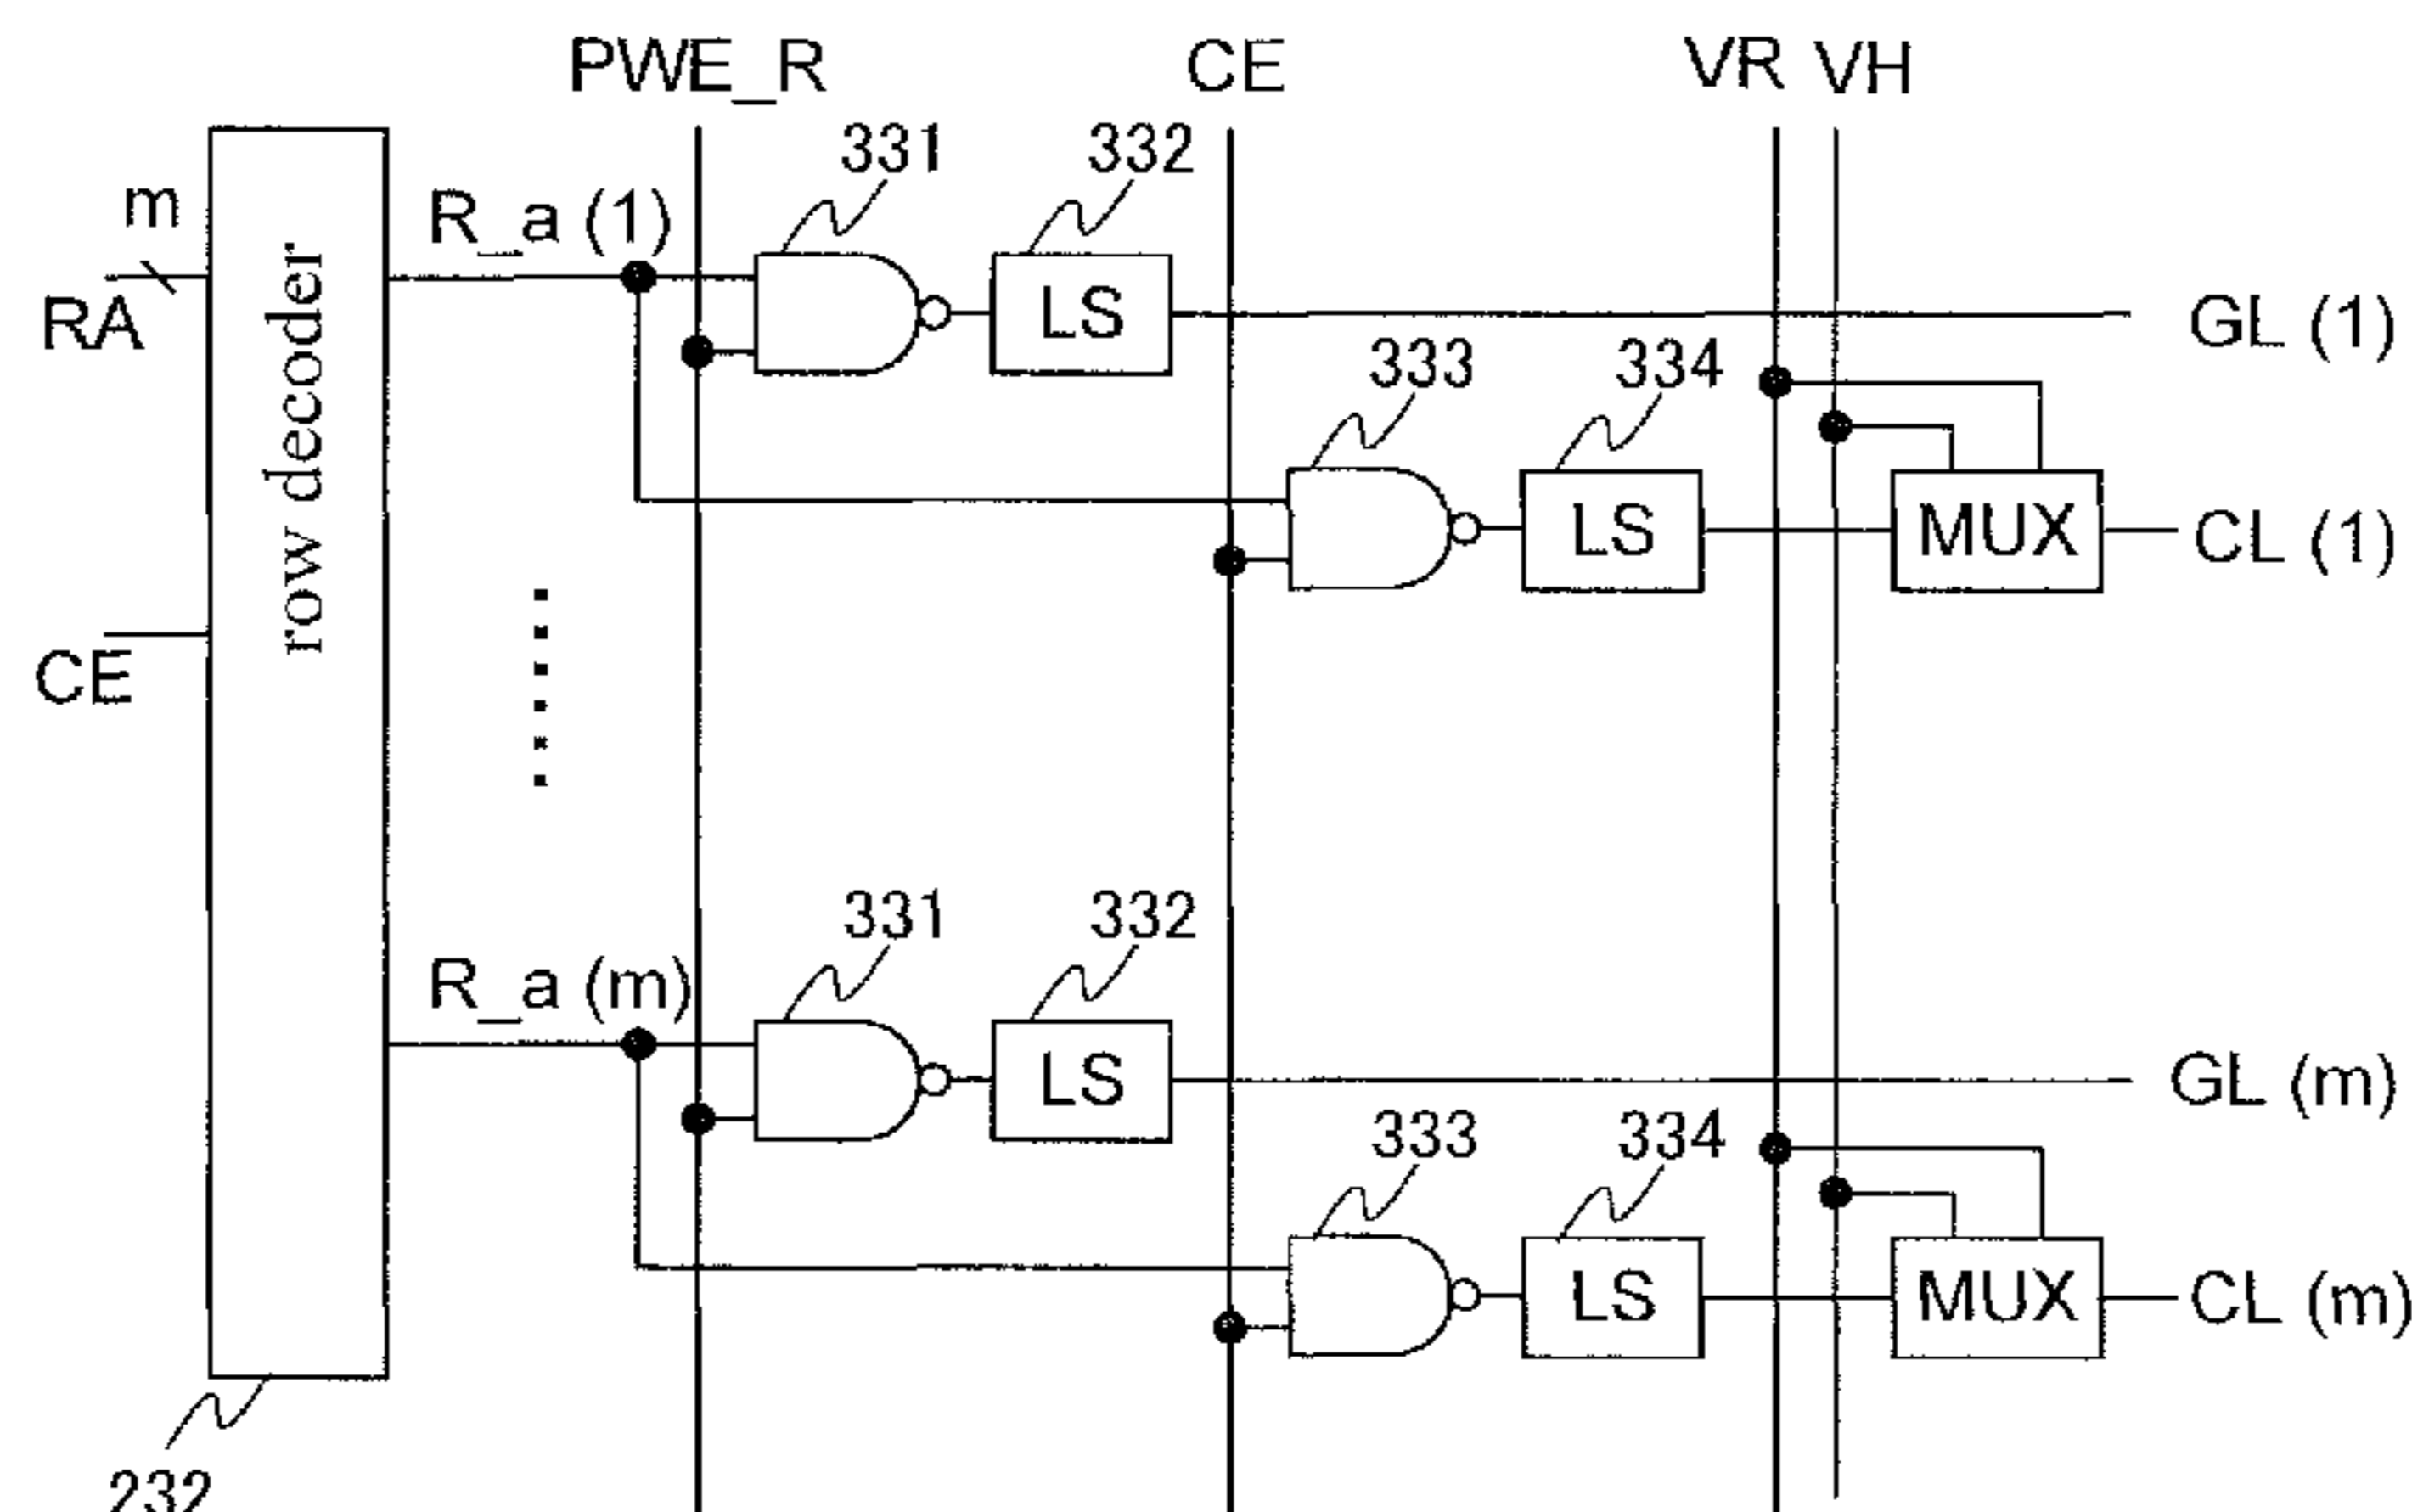 PWE_R CE VR VH
331 332
m R_a (1)
RA LS GL (1)
333 334
row decoder
LS MUX CL (1)
CE
331 332
R_a (m)
LS GL (m)
333 334
LS MUX CL (m)
232